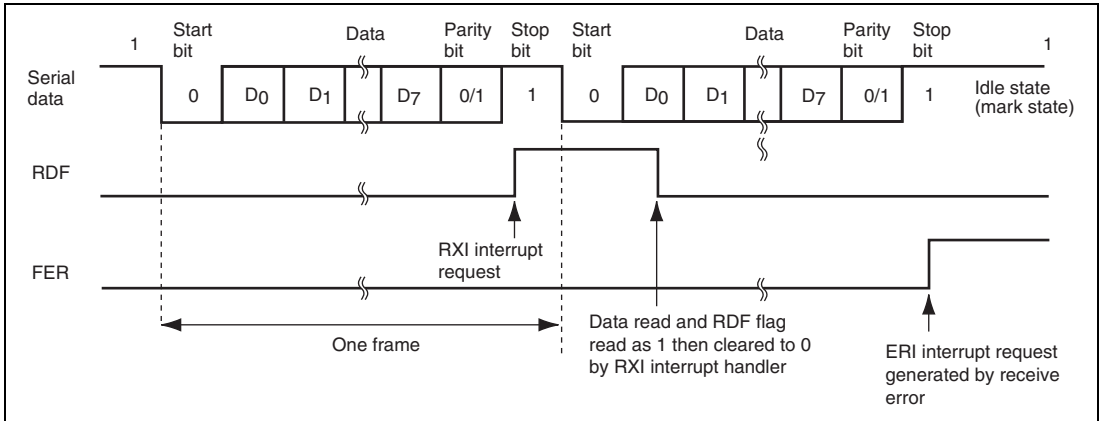 1 Start bit Data Parity bit Stop bit Start bit Data Parity bit Stop bit 1
Serial data
0 D0 D1 D7 0/1 1 0 D0 D1 D7 0/1 1 Idle state (mark state)
RDF
RXI interrupt
request
FER
One frame
Data read and RDF flag
read as 1 then cleared to 0
by RXI interrupt handler
ERI interrupt request
generated by receive
error